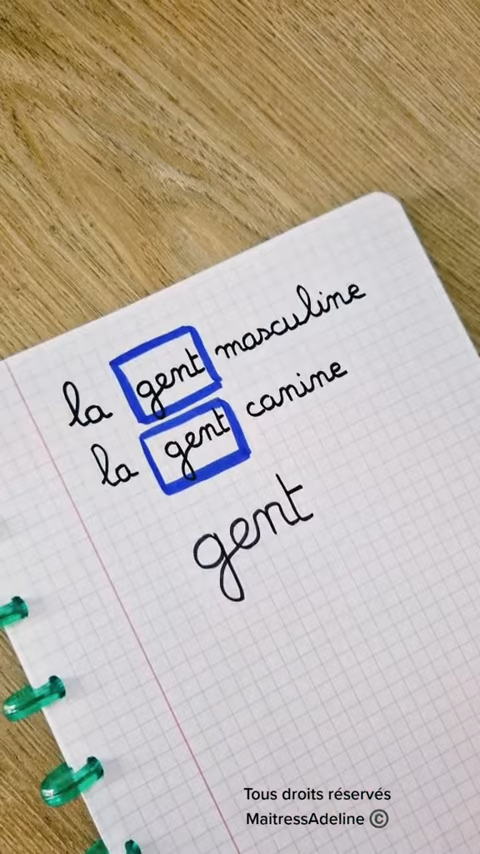 la gent masculine
la gent canine
gent
Tous droits réservés
MaitressAdeline ©